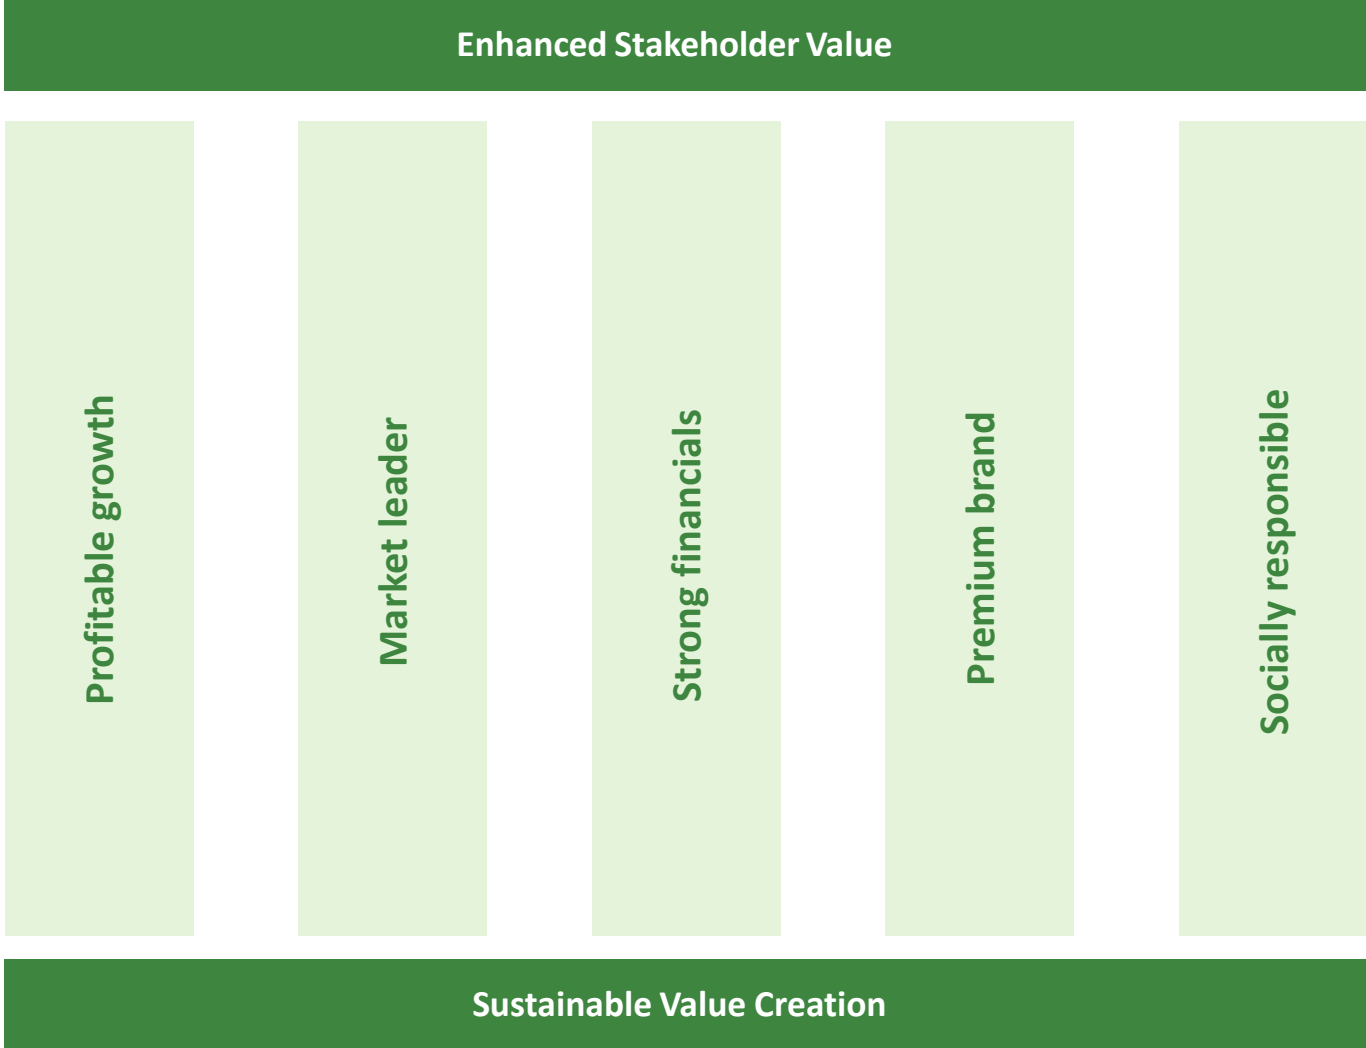 Enhanced Stakeholder Value
Profitable growth
Market leader
Strong financials
Premium brand
Socially responsible
Sustainable Value Creation